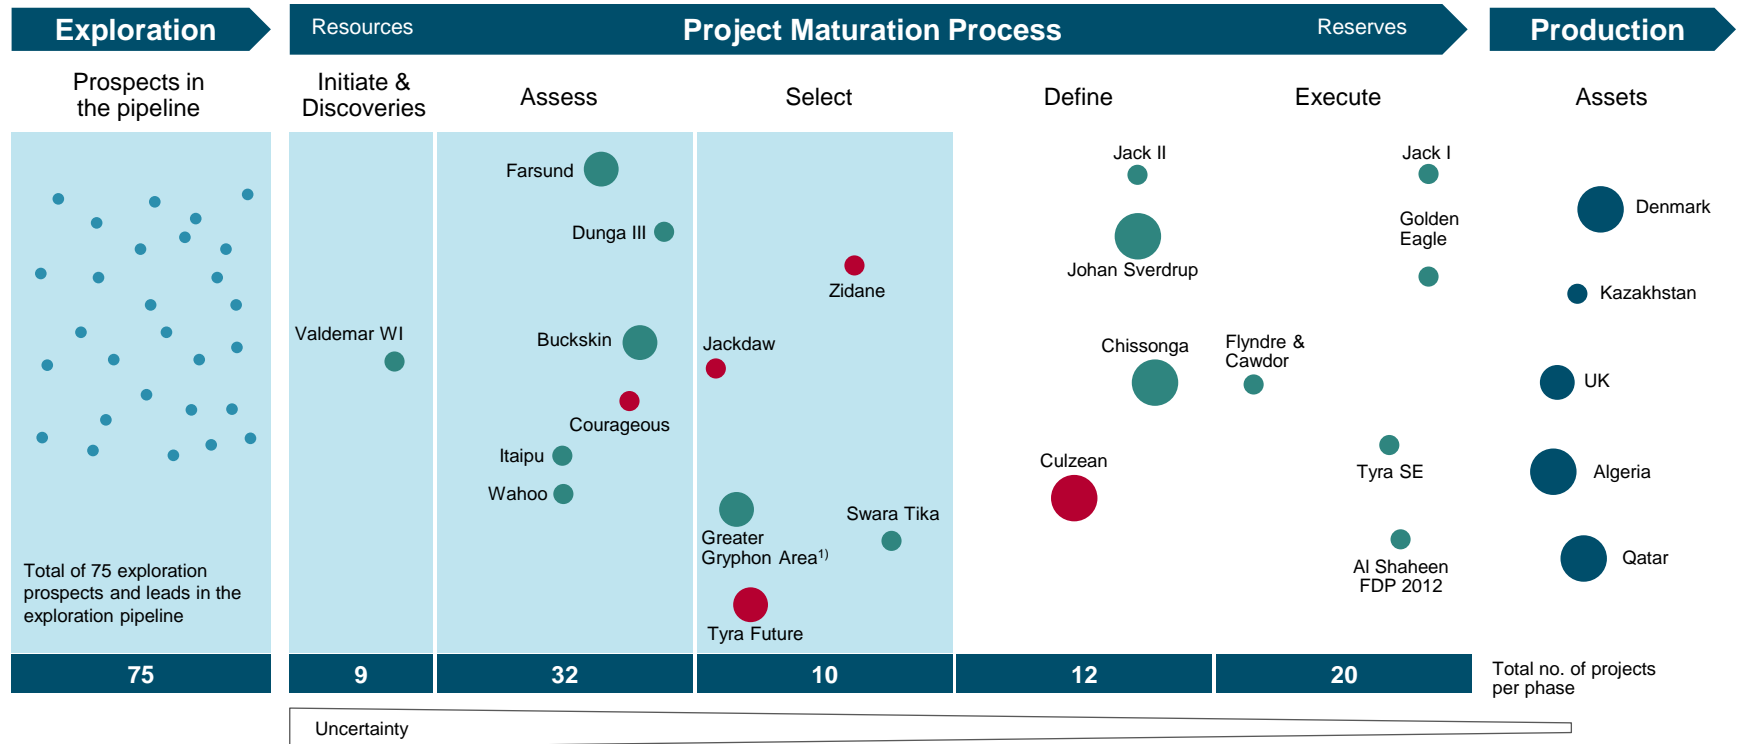 Exploration
Resources
Project Maturation Process
Reserves
Production
Prospects in
the pipeline
Initiate &
Discoveries
Assess
Select
Define
Execute
Assets
Farsund
Dunga III
Valdemar WI
Buckskin
Courageous
Itaipu
Wahoo
Zidane
Jackdaw
Swara Tika
Greater
Gryphon Area1)
Tyra Future
Jack II
Johan Sverdrup
Chissonga
Culzean
Jack I
Golden
Eagle
Flyndre &
Cawdor
Tyra SE
Al Shaheen
FDP 2012
Denmark
Kazakhstan
UK
Algeria
Qatar
Total of 75 exploration
prospects and leads in the
exploration pipeline
75
9
32
10
12
20
Total no. of projects
per phase
Uncertainty